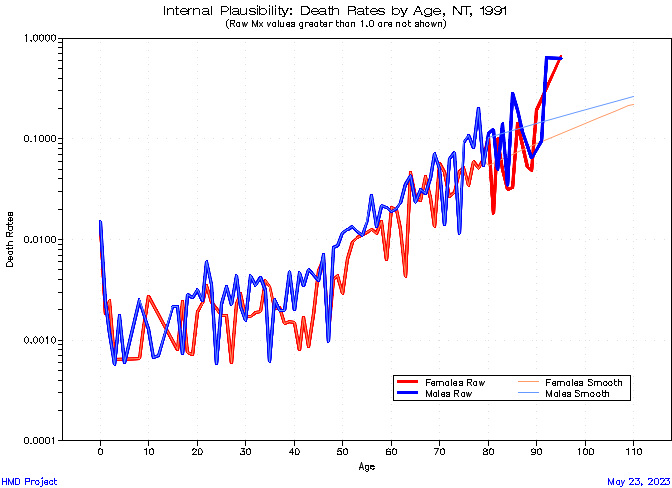 Internal Plausibility: Death Rates by Age, NT, 1991
(Raw Mx values greater than 1.0 are not shown)
1.0000
0.1000
0.0100
0.0010
0.0001
Death Rates
0 10 20 30 40 50 60 70 80 90 100 110
Age
Females Raw Females Smooth
Males Raw Males Smooth
HMD Project May 23, 2023